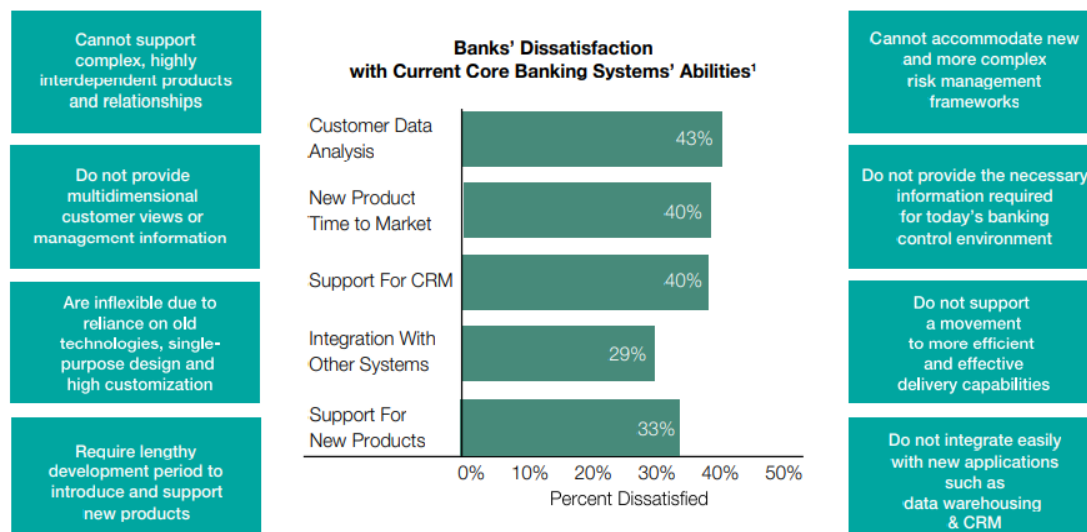 Cannot support
complex, highly
interdependent products
and relationships
Do not provide
multidimensional
customer views or
management information
Are inflexible due to
reliance on old
technologies, single-
purpose design and
high customization
Require lengthy
development period to
introduce and support
new products
Banks’ Dissatisfaction
with Current Core Banking Systems’ Abilities¹
Customer Data
Analysis
43%
New Product
Time to Market
40%
Support For CRM
40%
Integration With
Other Systems
29%
Support For
New Products
33%
0% 10% 20% 30% 40% 50%
Percent Dissatisfied
Cannot accommodate new
and more complex
risk management
frameworks
Do not provide the necessary
information required
for today’s banking
control environment
Do not support
a movement
to more efficient
and effective
delivery capabilities
Do not integrate easily
with new applications
such as
data warehousing
& CRM